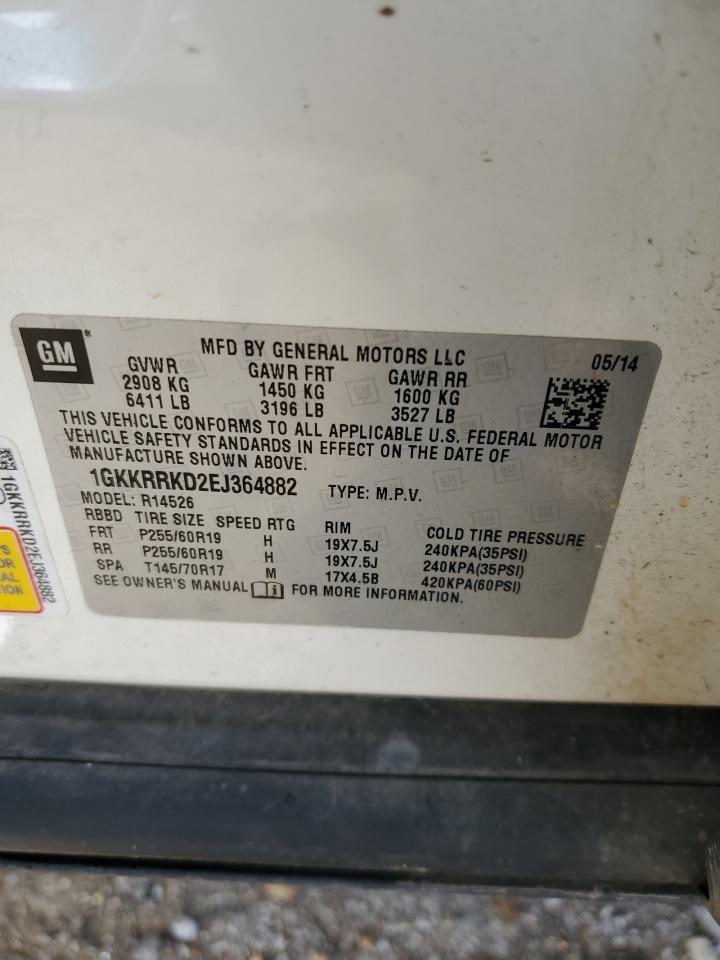 GM
MFD BY GENERAL MOTORS LLC
05/14
GVWR GAWR FRT GAWR RR
2908 KG 1450 KG 1600 KG
6411 LB 3196 LB 3527 LB
THIS VEHICLE CONFORMS TO ALL APPLICABLE U.S. FEDERAL MOTOR
VEHICLE SAFETY STANDARDS IN EFFECT ON THE DATE OF
MANUFACTURE SHOWN ABOVE.
1GKKRRKD2EJ364882 TYPE: M.P.V.
MODEL: R14526
RBBD TIRE SIZE SPEED RTG RIM COLD TIRE PRESSURE
FRT P255/60R19 H 19X7.5J 240KPA(35PSI)
RR P255/60R19 H 19X7.5J 240KPA(35PSI)
SPA T145/70R17 M 17X4.5B 420KPA(60PSI)
SEE OWNER'S MANUAL FOR MORE INFORMATION.
1GKKRRKD2EJ364882